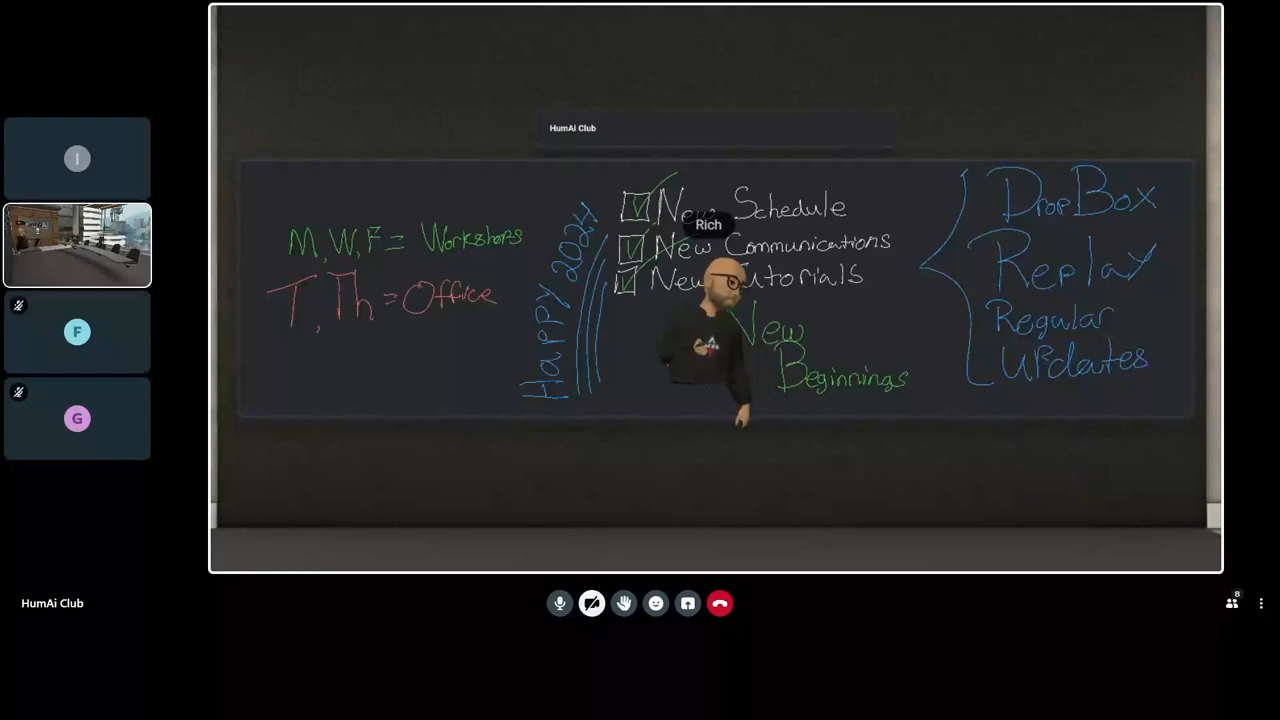 HumAi Club
M, W, F = Workshops
T, Th = Office
Happy 2024
New Schedule
New Communications
New Tutorials
New
Beginnings
Rich
DropBox
Replay
Regular
Updates
I
F
G
HumAi Club
8